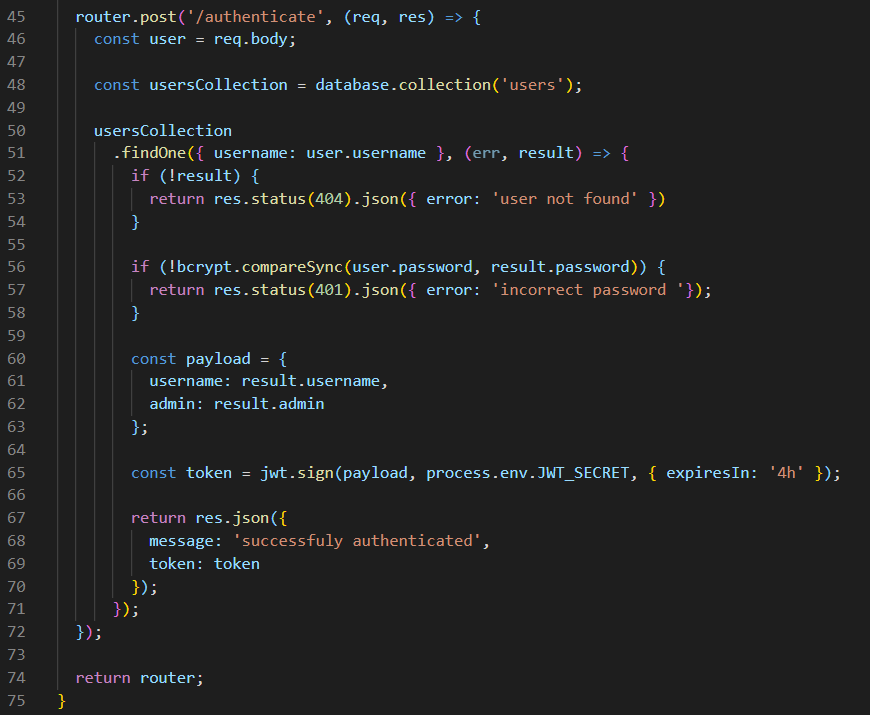 45 router.post('/authenticate', (req, res) => {
46 const user = req.body;
47
48 const usersCollection = database.collection('users');
49
50 usersCollection
51 .findOne({ username: user.username }, (err, result) => {
52 if (!result) {
53 return res.status(404).json({ error: 'user not found' })
54 }
55
56 if (!bcrypt.compareSync(user.password, result.password)) {
57 return res.status(401).json({ error: 'incorrect password '});
58 }
59
60 const payload = {
61 username: result.username,
62 admin: result.admin
63 };
64
65 const token = jwt.sign(payload, process.env.JWT_SECRET, { expiresIn: '4h' });
66
67 return res.json({
68 message: 'successfuly authenticated',
69 token: token
70 });
71 });
72 });
73
74 return router;
75 }